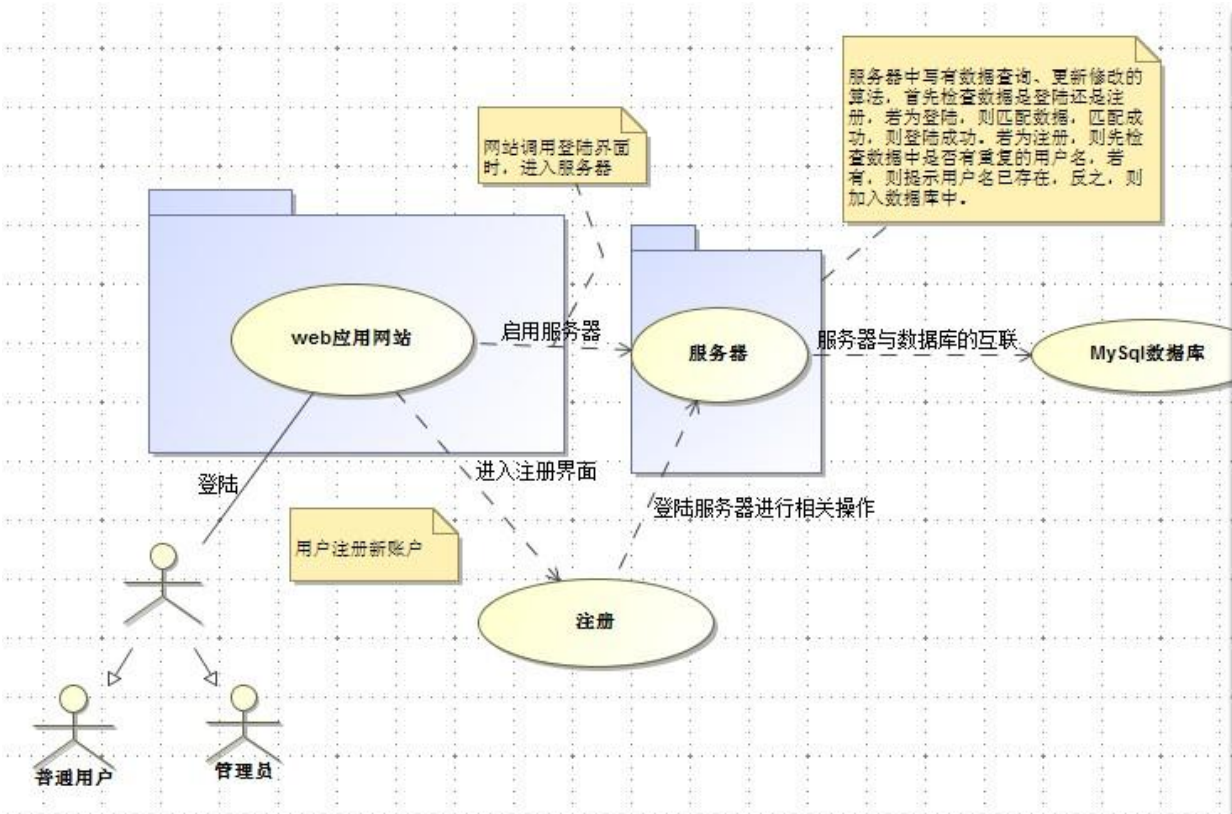 服务器中写有数据查询、更新修改的
算法，首先检查数据是登陆还是注
册，若为登陆，则匹配数据，匹配成
功，则登陆成功。若为注册，则先检
查数据中是否有重复的用户名，若
有，则提示用户名已存在，反之，则
加入数据库中。
网站调用登陆界面
时，进入服务器
web应用网站
启用服务器
服务器
服务器与数据库的互联
MySql数据库
登陆
进入注册界面
登陆服务器进行相关操作
用户注册新账户
注册
普通用户
管理员